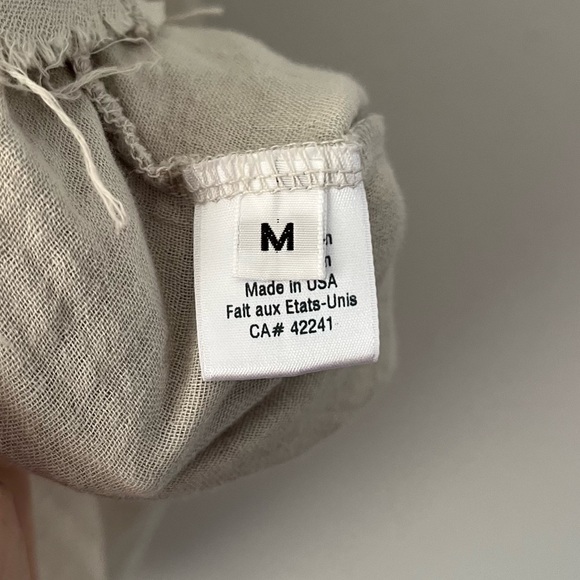 M
Made in USA
Fait aux Etats-Unis
CA# 42241